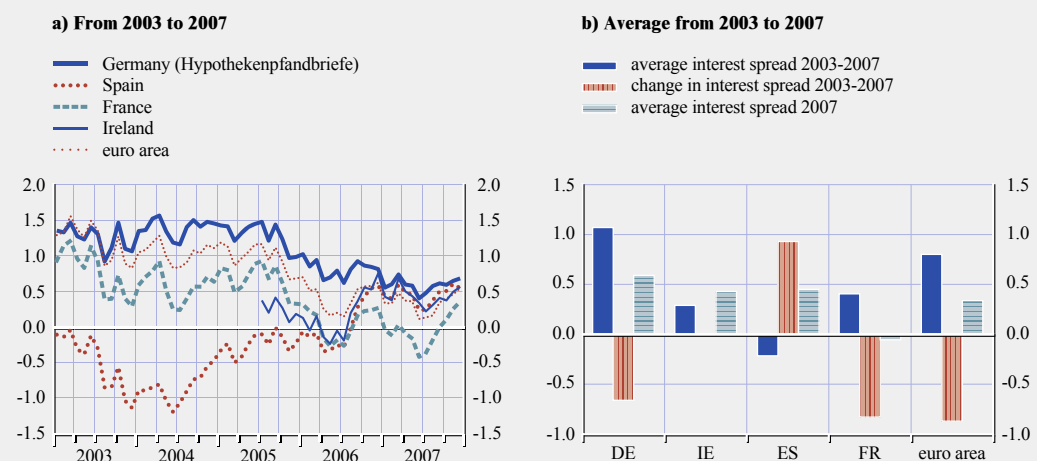 a) From 2003 to 2007
Germany (Hypothekenpfandbriefe)
Spain
France
Ireland
euro area
2.0 2.0
1.5 1.5
1.0 1.0
0.5 0.5
0.0 0.0
-0.5 -0.5
-1.0 -1.0
-1.5 -1.5
2003 2004 2005 2006 2007
b) Average from 2003 to 2007
average interest spread 2003-2007
change in interest spread 2003-2007
average interest spread 2007
1.5 1.5
1.0 1.0
0.5 0.5
0.0 0.0
-0.5 -0.5
-1.0 -1.0
DE IE ES FR euro area